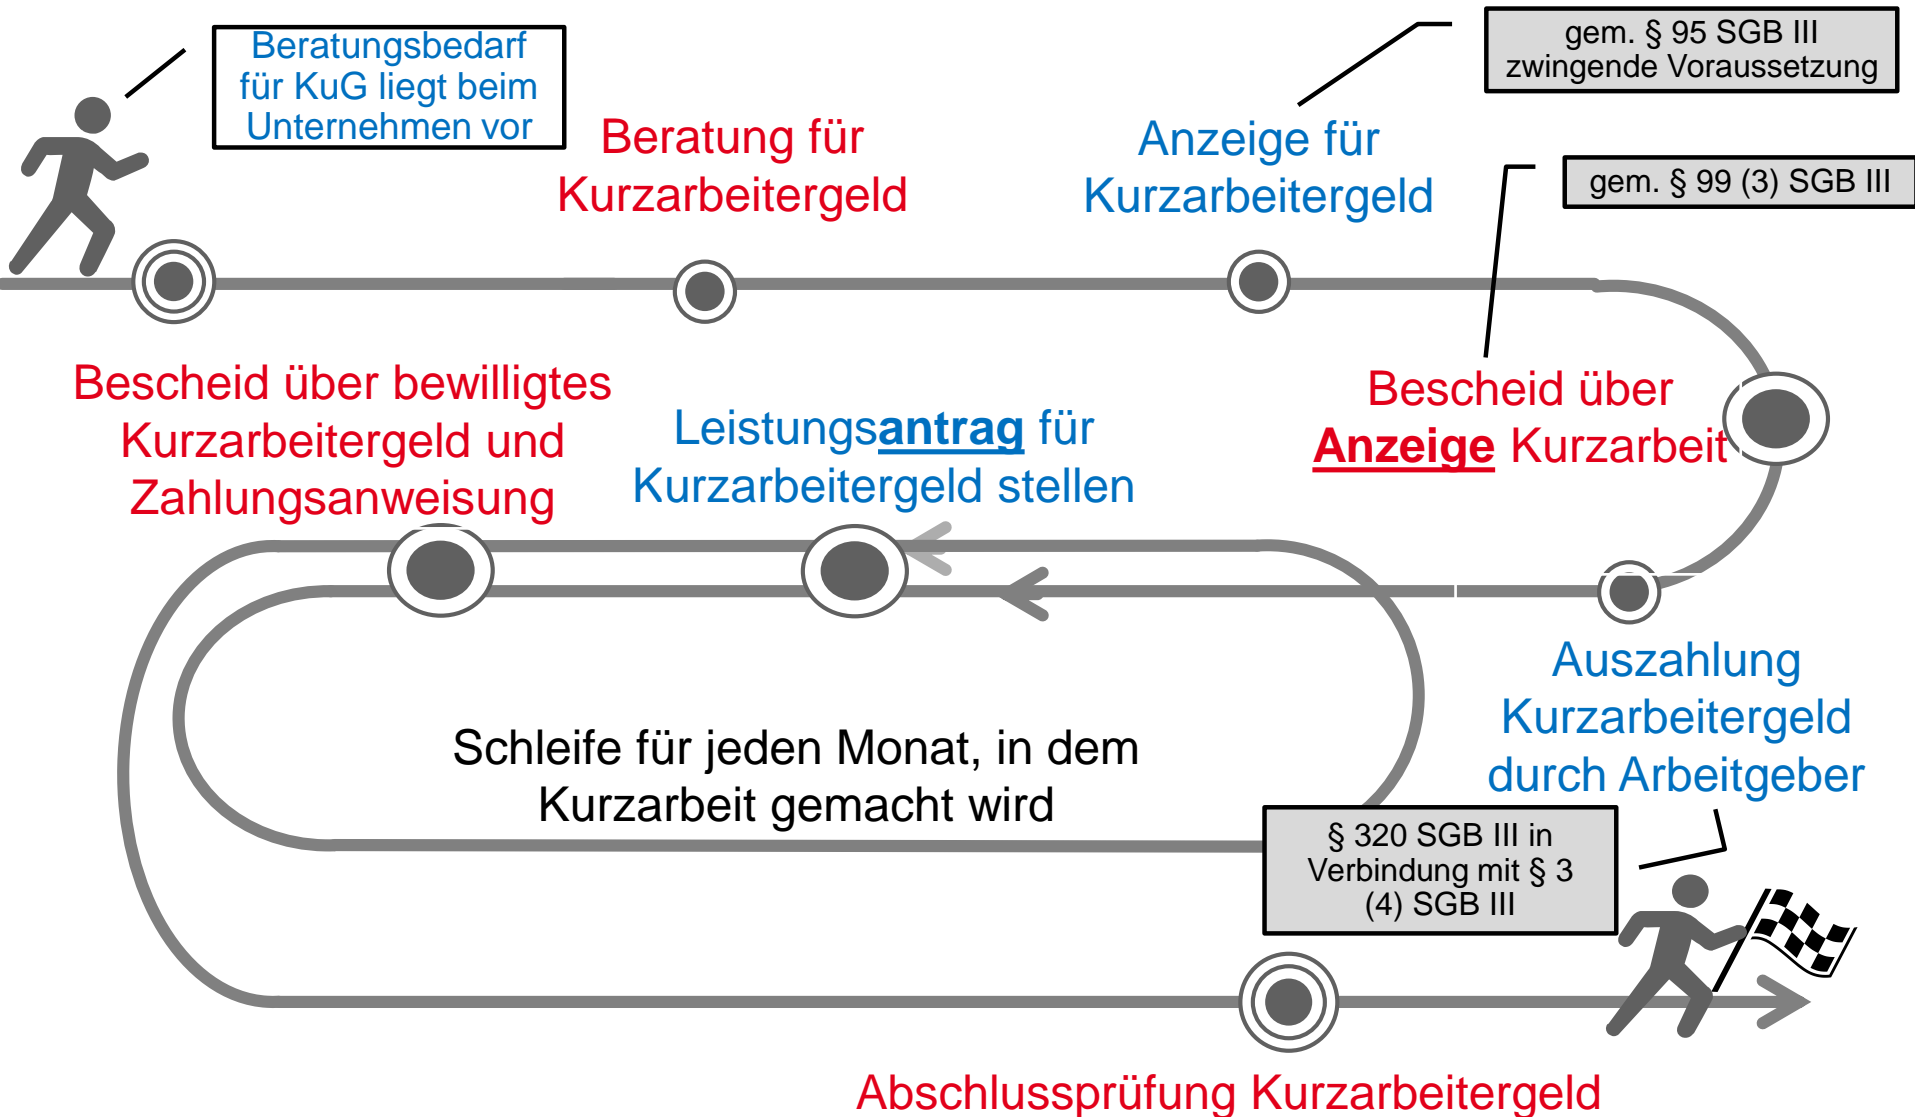 Beratungsbedarf
für KuG liegt beim
Unternehmen vor
Beratung für
Kurzarbeitergeld
Anzeige für
Kurzarbeitergeld
gem. § 95 SGB III
zwingende Voraussetzung
gem. § 99 (3) SGB III
Bescheid über
Anzeige Kurzarbeit
Leistungsantrag für
Kurzarbeitergeld stellen
Bescheid über bewilligtes
Kurzarbeitergeld und
Zahlungsanweisung
Auszahlung
Kurzarbeitergeld
durch Arbeitgeber
Schleife für jeden Monat, in dem
Kurzarbeit gemacht wird
§ 320 SGB III in
Verbindung mit § 3
(4) SGB III
Abschlussprüfung Kurzarbeitergeld